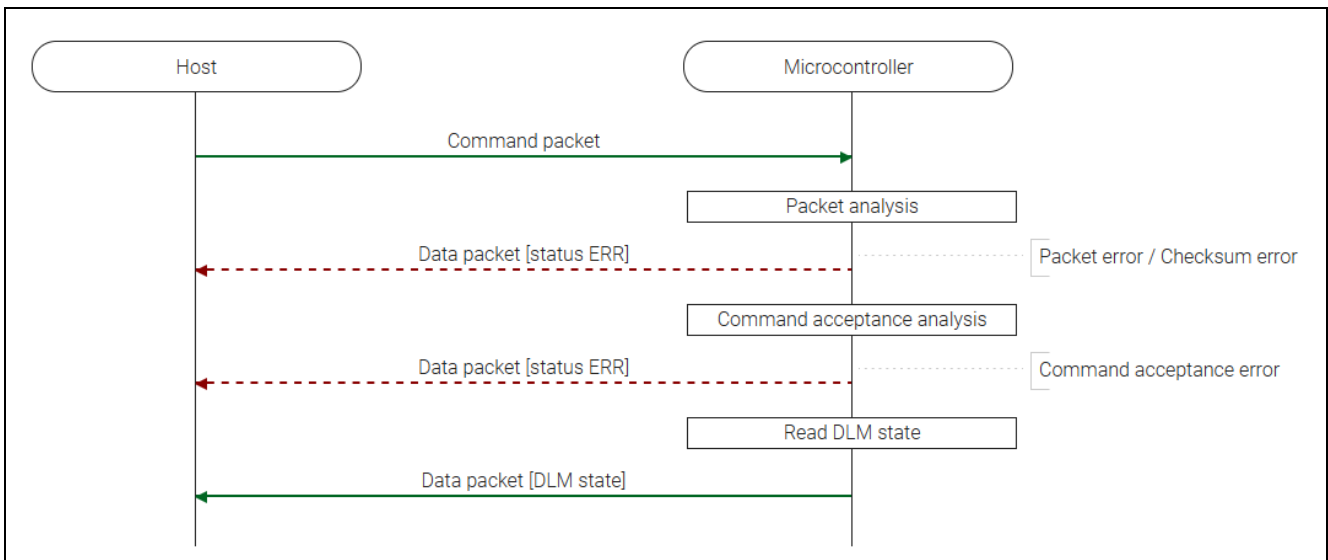 Host
Microcontroller
Command packet
Packet analysis
Data packet [status ERR]
Packet error / Checksum error
Command acceptance analysis
Data packet [status ERR]
Command acceptance error
Read DLM state
Data packet [DLM state]